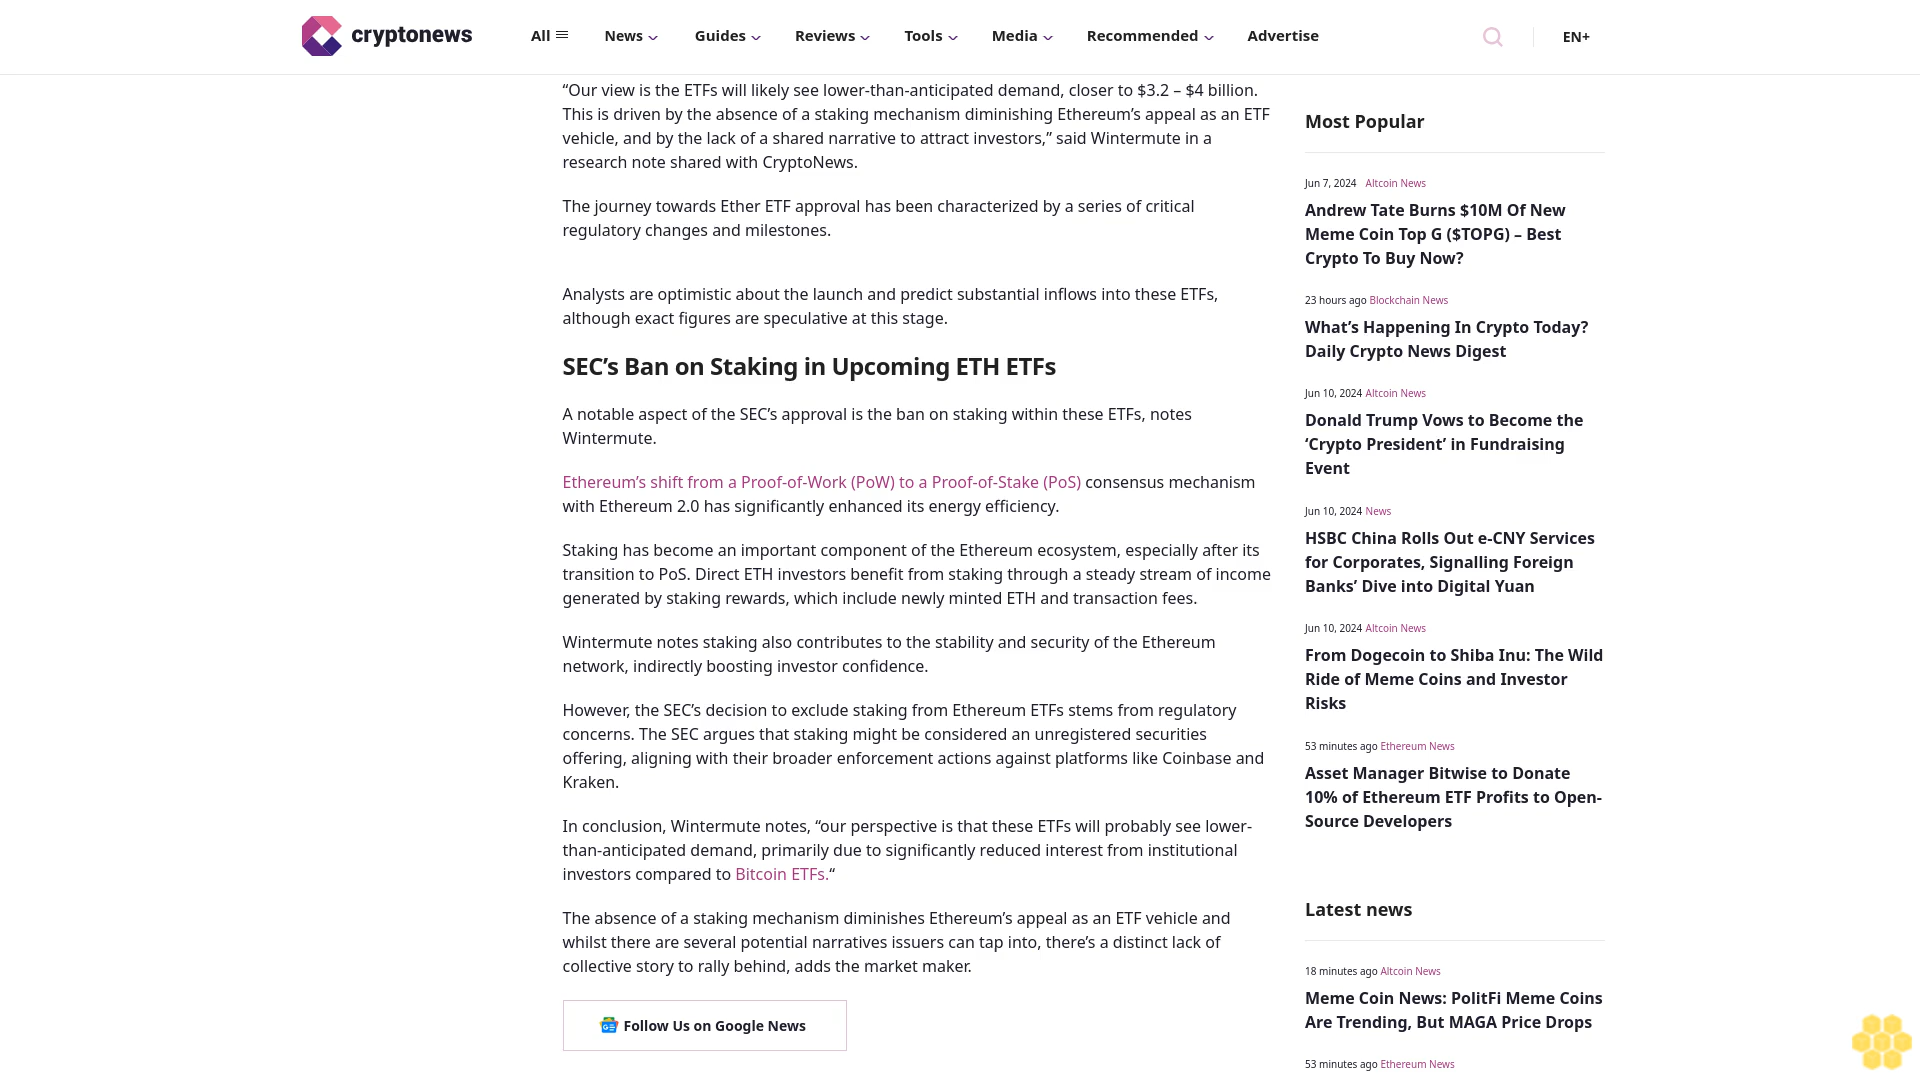 cryptonews
All
News
Guides
Reviews
Tools
Media
Recommended
Advertise
EN+
“Our view is the ETFs will likely see lower-than-anticipated demand, closer to $3.2 – $4 billion.
This is driven by the absence of a staking mechanism diminishing Ethereum’s appeal as an ETF
vehicle, and by the lack of a shared narrative to attract investors,” said Wintermute in a
research note shared with CryptoNews.
The journey towards Ether ETF approval has been characterized by a series of critical
regulatory changes and milestones.
Analysts are optimistic about the launch and predict substantial inflows into these ETFs,
although exact figures are speculative at this stage.
SEC’s Ban on Staking in Upcoming ETH ETFs
A notable aspect of the SEC’s approval is the ban on staking within these ETFs, notes
Wintermute.
Ethereum’s shift from a Proof-of-Work (PoW) to a Proof-of-Stake (PoS) consensus mechanism
with Ethereum 2.0 has significantly enhanced its energy efficiency.
Staking has become an important component of the Ethereum ecosystem, especially after its
transition to PoS. Direct ETH investors benefit from staking through a steady stream of income
generated by staking rewards, which include newly minted ETH and transaction fees.
Wintermute notes staking also contributes to the stability and security of the Ethereum
network, indirectly boosting investor confidence.
However, the SEC’s decision to exclude staking from Ethereum ETFs stems from regulatory
concerns. The SEC argues that staking might be considered an unregistered securities
offering, aligning with their broader enforcement actions against platforms like Coinbase and
Kraken.
In conclusion, Wintermute notes, “our perspective is that these ETFs will probably see lower-
than-anticipated demand, primarily due to significantly reduced interest from institutional
investors compared to Bitcoin ETFs.“
The absence of a staking mechanism diminishes Ethereum’s appeal as an ETF vehicle and
whilst there are several potential narratives issuers can tap into, there’s a distinct lack of
collective story to rally behind, adds the market maker.
Follow Us on Google News
Most Popular
Jun 7, 2024 Altcoin News
Andrew Tate Burns $10M Of New
Meme Coin Top G ($TOPG) – Best
Crypto To Buy Now?
23 hours ago Blockchain News
What’s Happening In Crypto Today?
Daily Crypto News Digest
Jun 10, 2024 Altcoin News
Donald Trump Vows to Become the
‘Crypto President’ in Fundraising
Event
Jun 10, 2024 News
HSBC China Rolls Out e-CNY Services
for Corporates, Signalling Foreign
Banks’ Dive into Digital Yuan
Jun 10, 2024 Altcoin News
From Dogecoin to Shiba Inu: The Wild
Ride of Meme Coins and Investor
Risks
53 minutes ago Ethereum News
Asset Manager Bitwise to Donate
10% of Ethereum ETF Profits to Open-
Source Developers
Latest news
18 minutes ago Altcoin News
Meme Coin News: PolitFi Meme Coins
Are Trending, But MAGA Price Drops
53 minutes ago Ethereum News